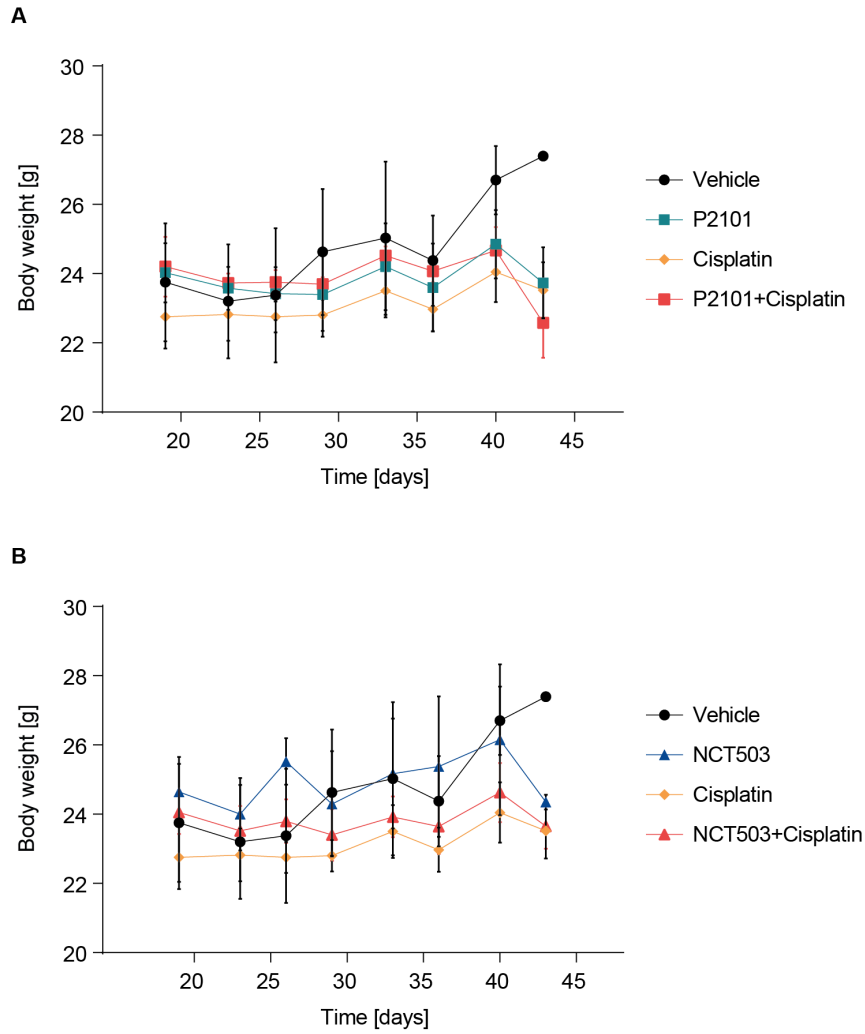 A
30
28
26
24
22
20
Body weight [g]
20 25 30 35 40 45
Time [days]
Vehicle
P2101
Cisplatin
P2101+Cisplatin
B
30
28
26
24
22
20
Body weight [g]
20 25 30 35 40 45
Time [days]
Vehicle
NCT503
Cisplatin
NCT503+Cisplatin